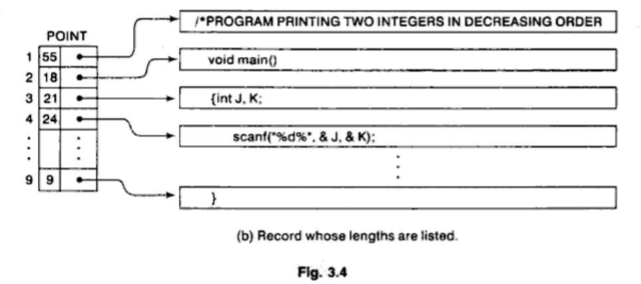 POINT
/*PROGRAM PRINTING TWO INTEGERS IN DECREASING ORDER
1 55
void main()
2 18
3 21 {int J, K;
4 24
scanf("%d%", & J, & K);
9 9
}
(b) Record whose lengths are listed.
Fig. 3.4